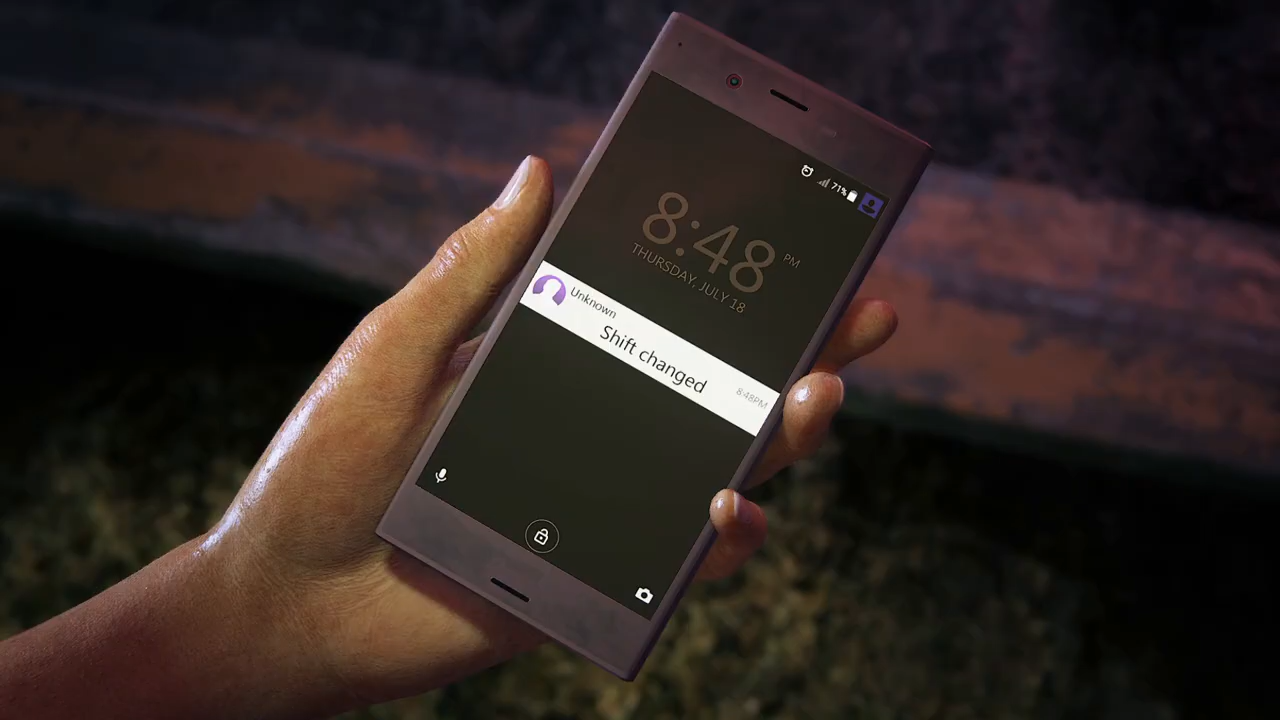 71%
8:48 PM
THURSDAY, JULY 18
Unknown
Shift changed
8:48PM